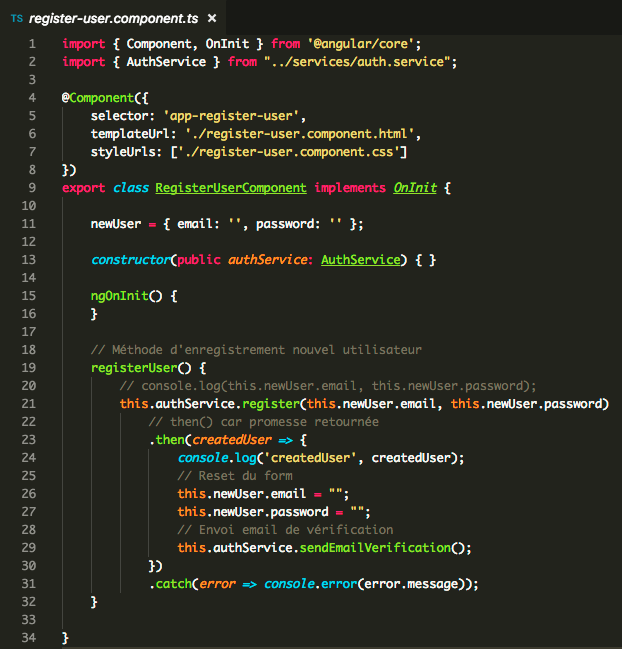 TS register-user.component.ts ×
1 import { Component, OnInit } from '@angular/core';
2 import { AuthService } from "../services/auth.service";
3
4 @Component({
5     selector: 'app-register-user',
6     templateUrl: './register-user.component.html',
7     styleUrls: ['./register-user.component.css']
8 })
9 export class RegisterUserComponent implements OnInit {
10
11     newUser = { email: '', password: '' };
12
13     constructor(public authService: AuthService) { }
14
15     ngOnInit() {
16     }
17
18     // Méthode d'enregistrement nouvel utilisateur
19     registerUser() {
20         // console.log(this.newUser.email, this.newUser.password);
21         this.authService.register(this.newUser.email, this.newUser.password)
22             // then() car promesse retournée
23             .then(createdUser => {
24                 console.log('createdUser', createdUser);
25                 // Reset du form
26                 this.newUser.email = "";
27                 this.newUser.password = "";
28                 // Envoi email de vérification
29                 this.authService.sendEmailVerification();
30             })
31             .catch(error => console.error(error.message));
32     }
33
34 }